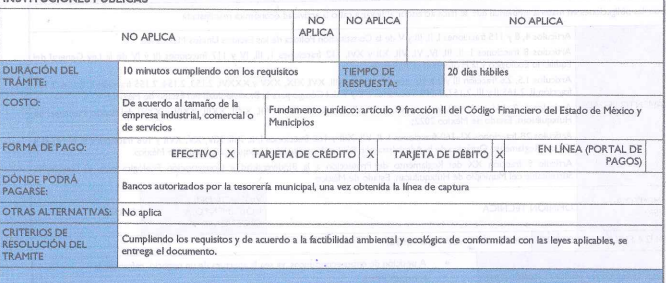 INSTITUCIONES PÚBLICAS
NO APLICA
NO APLICA
NO APLICA
NO APLICA
DURACIÓN DEL TRÁMITE:
10 minutos cumpliendo con los requisitos
TIEMPO DE RESPUESTA:
20 días hábiles
COSTO:
De acuerdo al tamaño de la empresa industrial, comercial o de servicios
Fundamento jurídico: artículo 9 fracción II del Código Financiero del Estado de México y Municipios
FORMA DE PAGO:
EFECTIVO X TARJETA DE CRÉDITO X TARJETA DE DÉBITO X EN LÍNEA (PORTAL DE PAGOS)
DÓNDE PODRÁ PAGARSE:
Bancos autorizados por la tesorería municipal, una vez obtenida la línea de captura
OTRAS ALTERNATIVAS:
No aplica
CRITERIOS DE RESOLUCIÓN DEL TRAMITE
Cumpliendo los requisitos y de acuerdo a la factibilidad ambiental y ecológica de conformidad con las leyes aplicables, se entrega el documento.